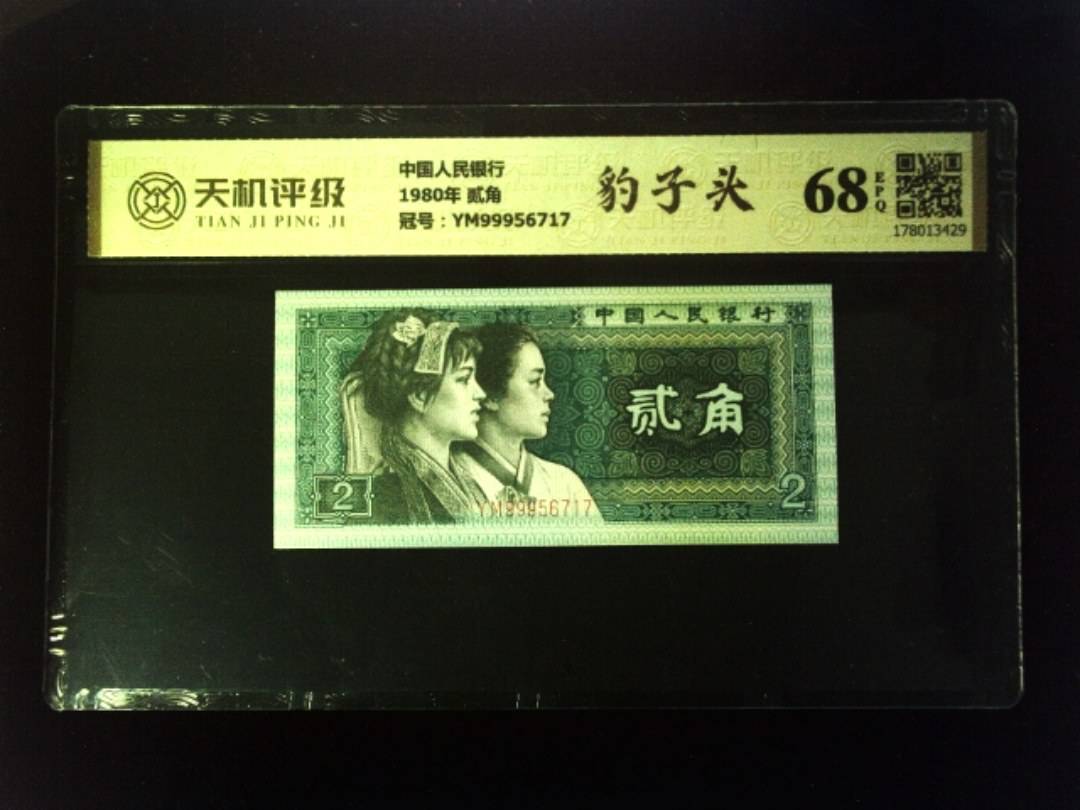 天机评级
TIAN JI PING JI
中国人民银行
1980年 贰角
冠号：YM99956717
豹子头
68
EPQ
178013429
中国人民银行
贰角
2
2
YM99956717